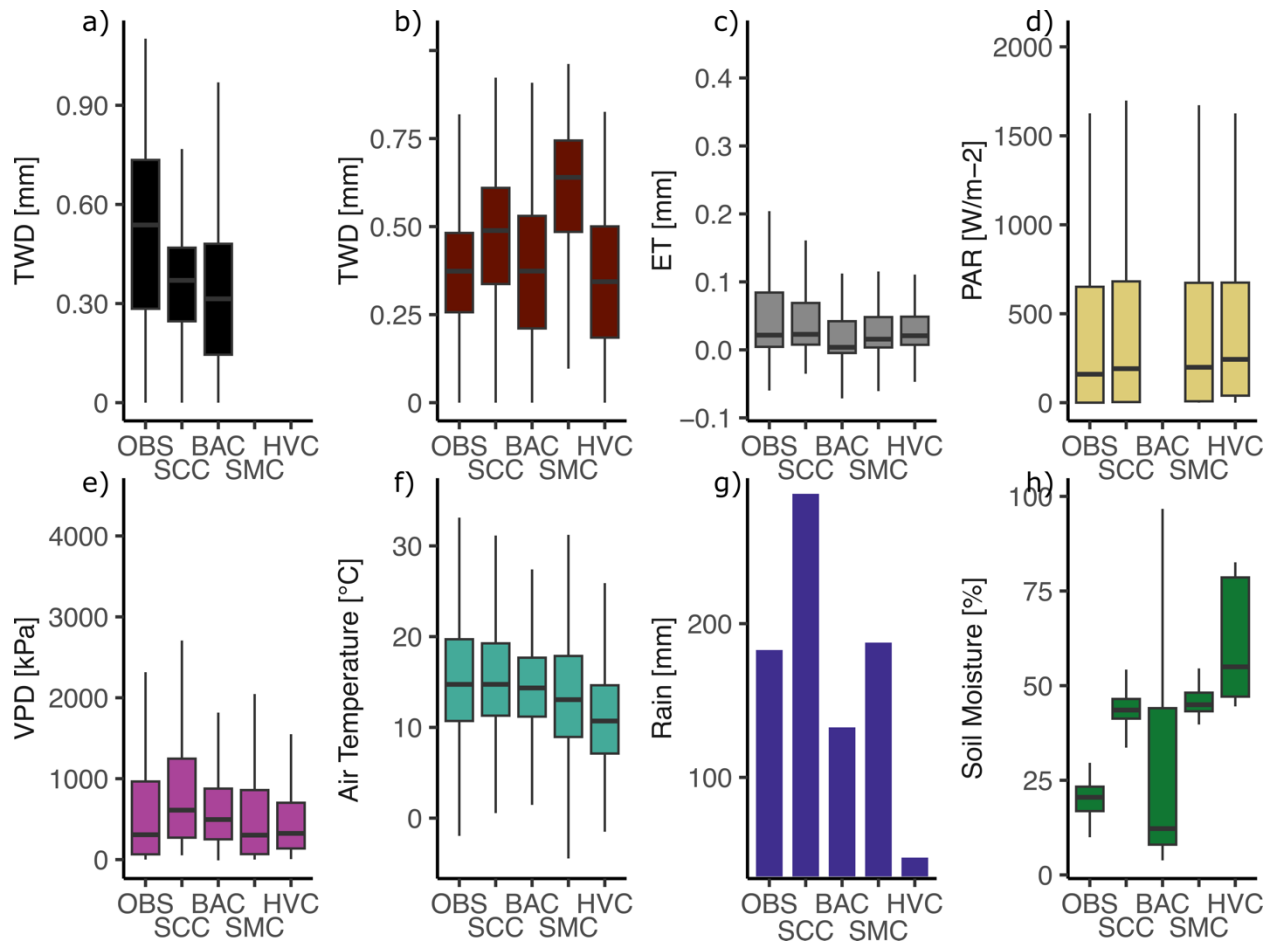 a)
TWD [mm]
0.90
0.60
0.30
0
OBS BAC HVC
SCC SMC
b)
TWD [mm]
0.75
0.50
0.25
0
OBS BAC HVC
SCC SMC
c)
ET [mm]
0.4
0.3
0.2
0.1
0.0
−0.1
OBS BAC HVC
SCC SMC
d)
PAR [W/m−2]
2000
1500
1000
500
0
OBS BAC HVC
SCC SMC
e)
VPD [kPa]
4000
3000
2000
1000
0
OBS BAC HVC
SCC SMC
f)
Air Temperature [°C]
30
20
10
0
OBS BAC HVC
SCC SMC
g)
Rain [mm]
200
100
OBS BAC HVC
SCC SMC
h)
Soil Moisture [%]
100
75
50
25
0
OBS BAC HVC
SCC SMC